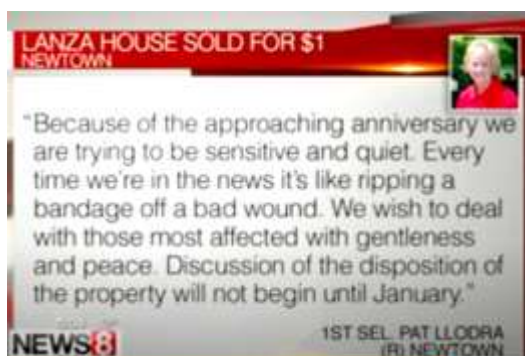 LANZA HOUSE SOLD FOR $1
NEWTOWN
“Because of the approaching anniversary we
are trying to be sensitive and quiet. Every
time we're in the news it's like ripping a
bandage off a bad wound. We wish to deal
with those most affected with gentleness
and peace. Discussion of the disposition of
the property will not begin until January.”
1ST SEL. PAT LLODRA
(R) NEWTOWN
NEWS8